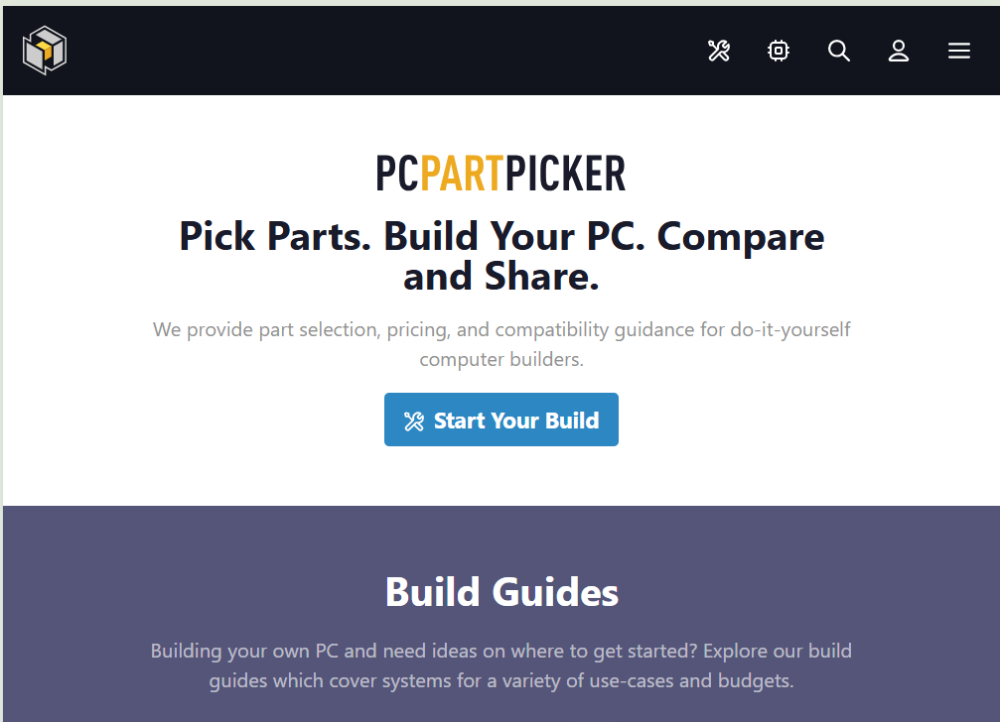 PCPARTPICKER
Pick Parts. Build Your PC. Compare
and Share.
We provide part selection, pricing, and compatibility guidance for do-it-yourself
computer builders.
Start Your Build
Build Guides
Building your own PC and need ideas on where to get started? Explore our build
guides which cover systems for a variety of use-cases and budgets.